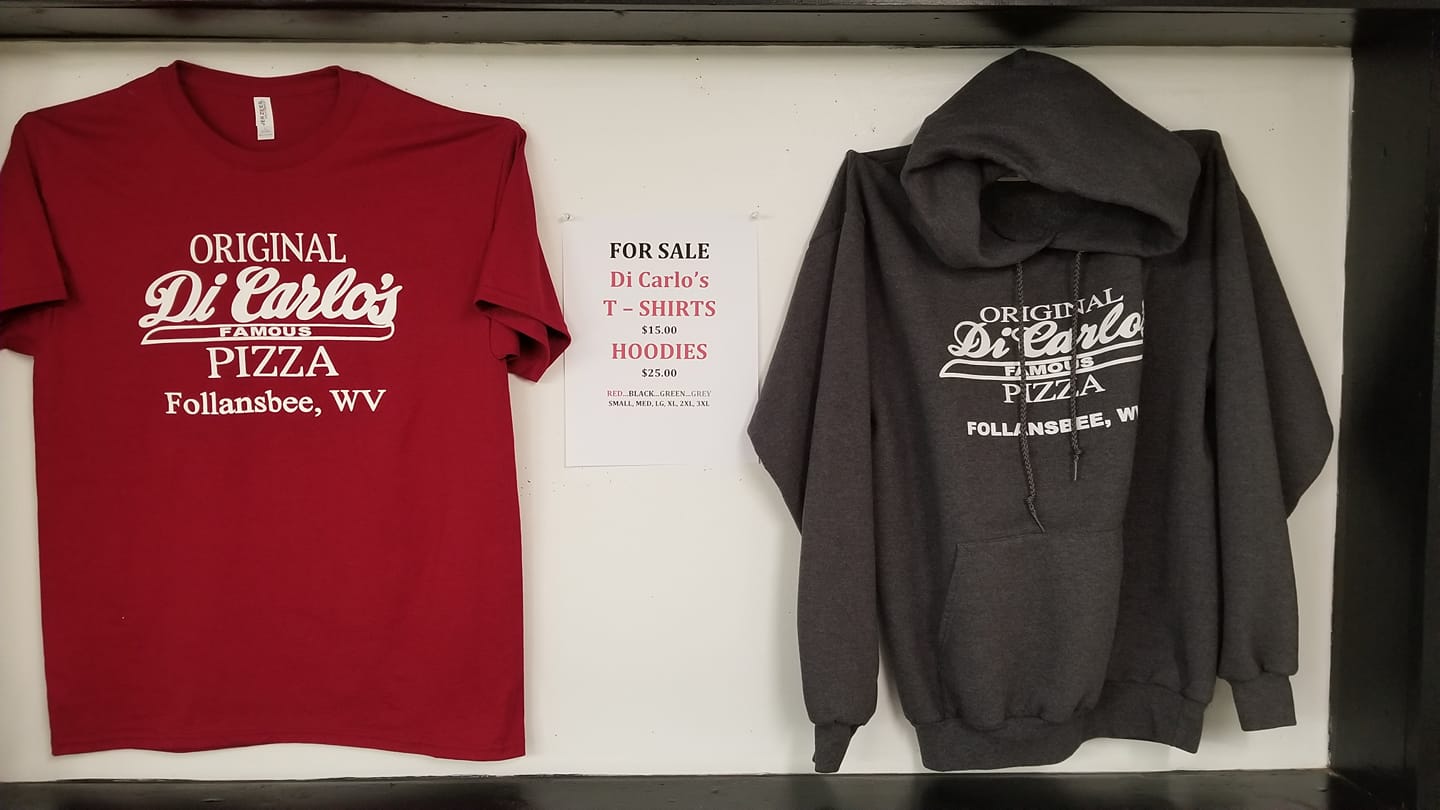 ORIGINAL
Di Carlo's
FAMOUS
PIZZA
Follansbee, WV
FOR SALE
Di Carlo's
T – SHIRTS
$15.00
HOODIES
$25.00
RED...BLACK...GREEN...GREY
SMALL, MED, LG, XL, 2XL, 3XL
ORIGINAL
Di Carlo's
FAMOUS
PIZZA
FOLLANSBEE, WV